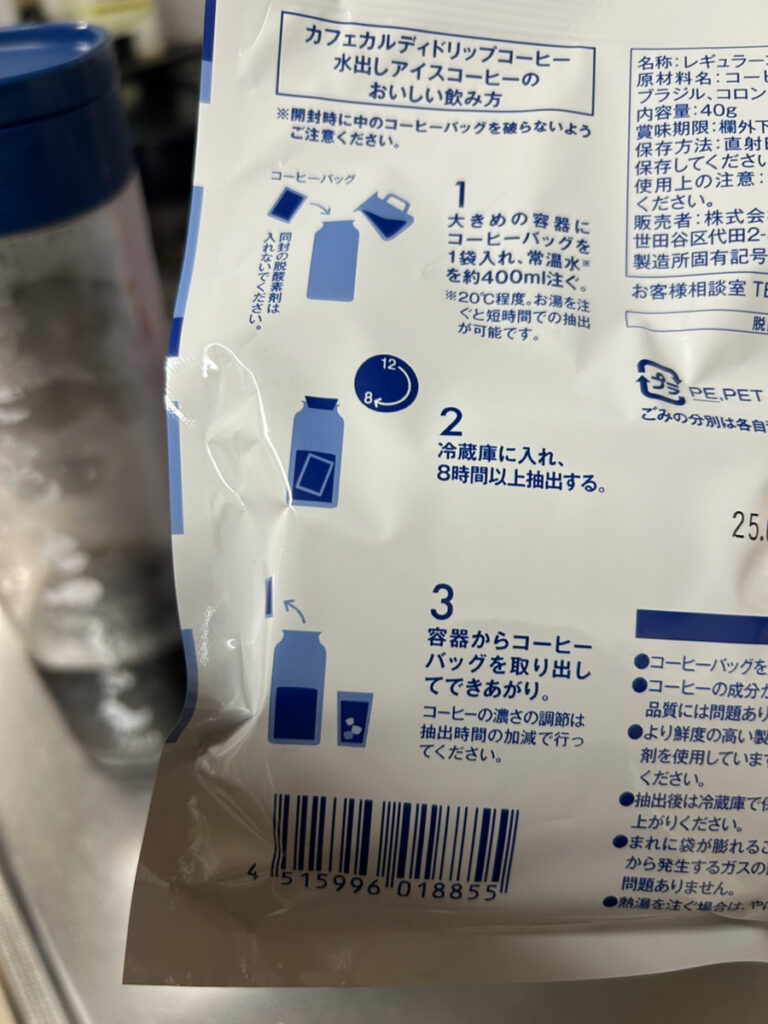 カフェカルディドリップコーヒー
水出しアイスコーヒーの
おいしい飲み方
※開封時に中のコーヒーバッグを破らないよう
ご注意ください。
コーヒーバッグ
同封の脱酸素剤は
入れないでください。
1
大きめの容器に
コーヒーバッグを
1袋入れ、常温水※
を約400ml注ぐ。
※20℃程度。お湯を注
ぐと短時間での抽出
が可能です。
12
8
2
冷蔵庫に入れ、
8時間以上抽出する。
3
容器からコーヒー
バッグを取り出し
てできあがり。
コーヒーの濃さの調節は
抽出時間の加減で行っ
てください。
4 515996 018855
名称：レギュラー
原材料名：コーヒ
ブラジル、コロン
内容量：40g
賞味期限：欄外下
保存方法：直射
保存してください
使用上の注意：
ください。
販売者：株式会
世田谷区代田2-
製造所固有記号
お客様相談室 TE
脱
プラ
PE,PET
ごみの分別は各自
25.
●コーヒーバッグを
●コーヒーの成分が
品質には問題あり
●より鮮度の高い製
剤を使用しています
ください。
●抽出後は冷蔵庫で保
上がりください。
●まれに袋が膨れるこ
から発生するガスの
問題ありません。
●熱湯を注ぐ場合は、や